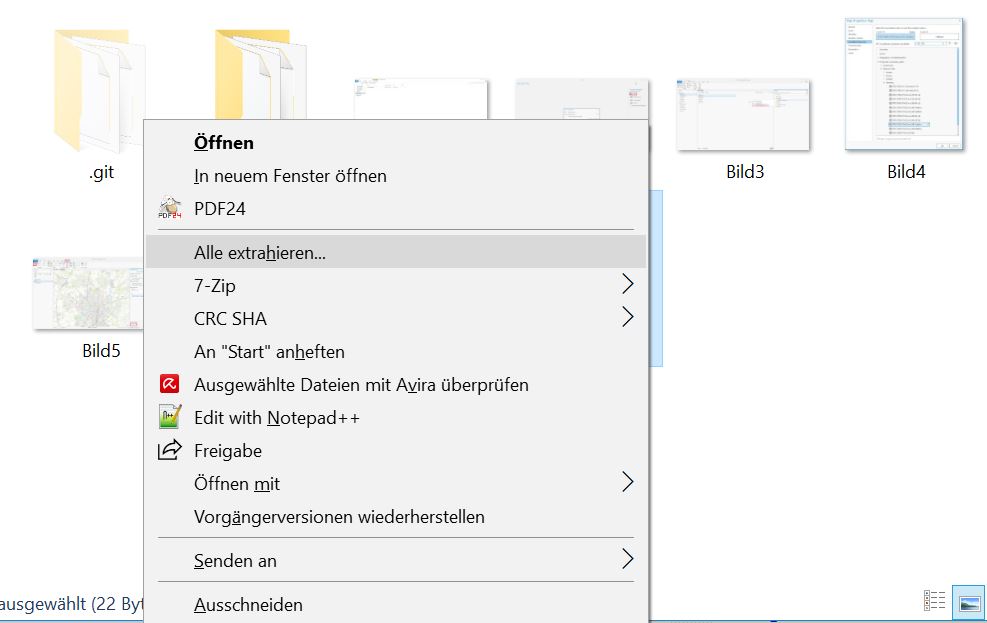 .git
Bild3
Bild4
Bild5
Öffnen
In neuem Fenster öffnen
PDF24
Alle extrahieren...
7-Zip
CRC SHA
An "Start" anheften
Ausgewählte Dateien mit Avira überprüfen
Edit with Notepad++
Freigabe
Öffnen mit
Vorgängerversionen wiederherstellen
Senden an
Ausschneiden
ausgewählt (22 Byt